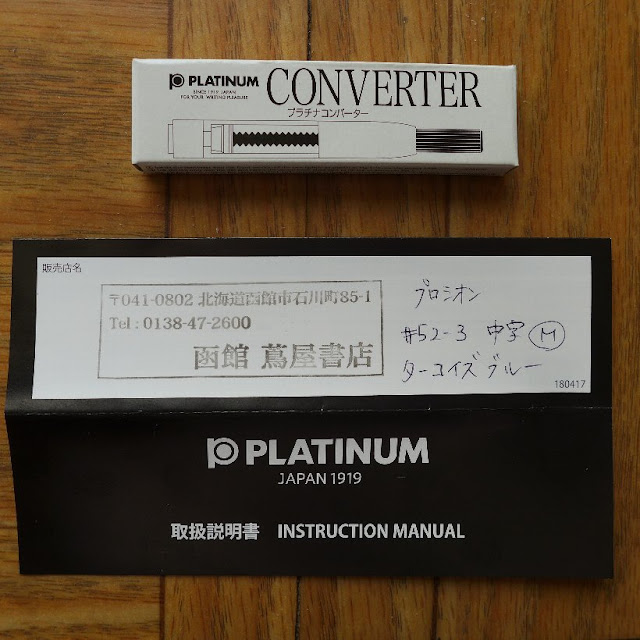 PLATINUM CONVERTER
SINCE 1919 JAPAN
FOR YOUR WRITING PLEASURE
プラチナコンバーター
販売店名
〒041-0802 北海道函館市石川町85-1
Tel : 0138-47-2600
函館 蔦屋書店
プロシオン
#52-3 中字 M
ターコイズブルー
180417
PLATINUM
JAPAN 1919
取扱説明書 INSTRUCTION MANUAL